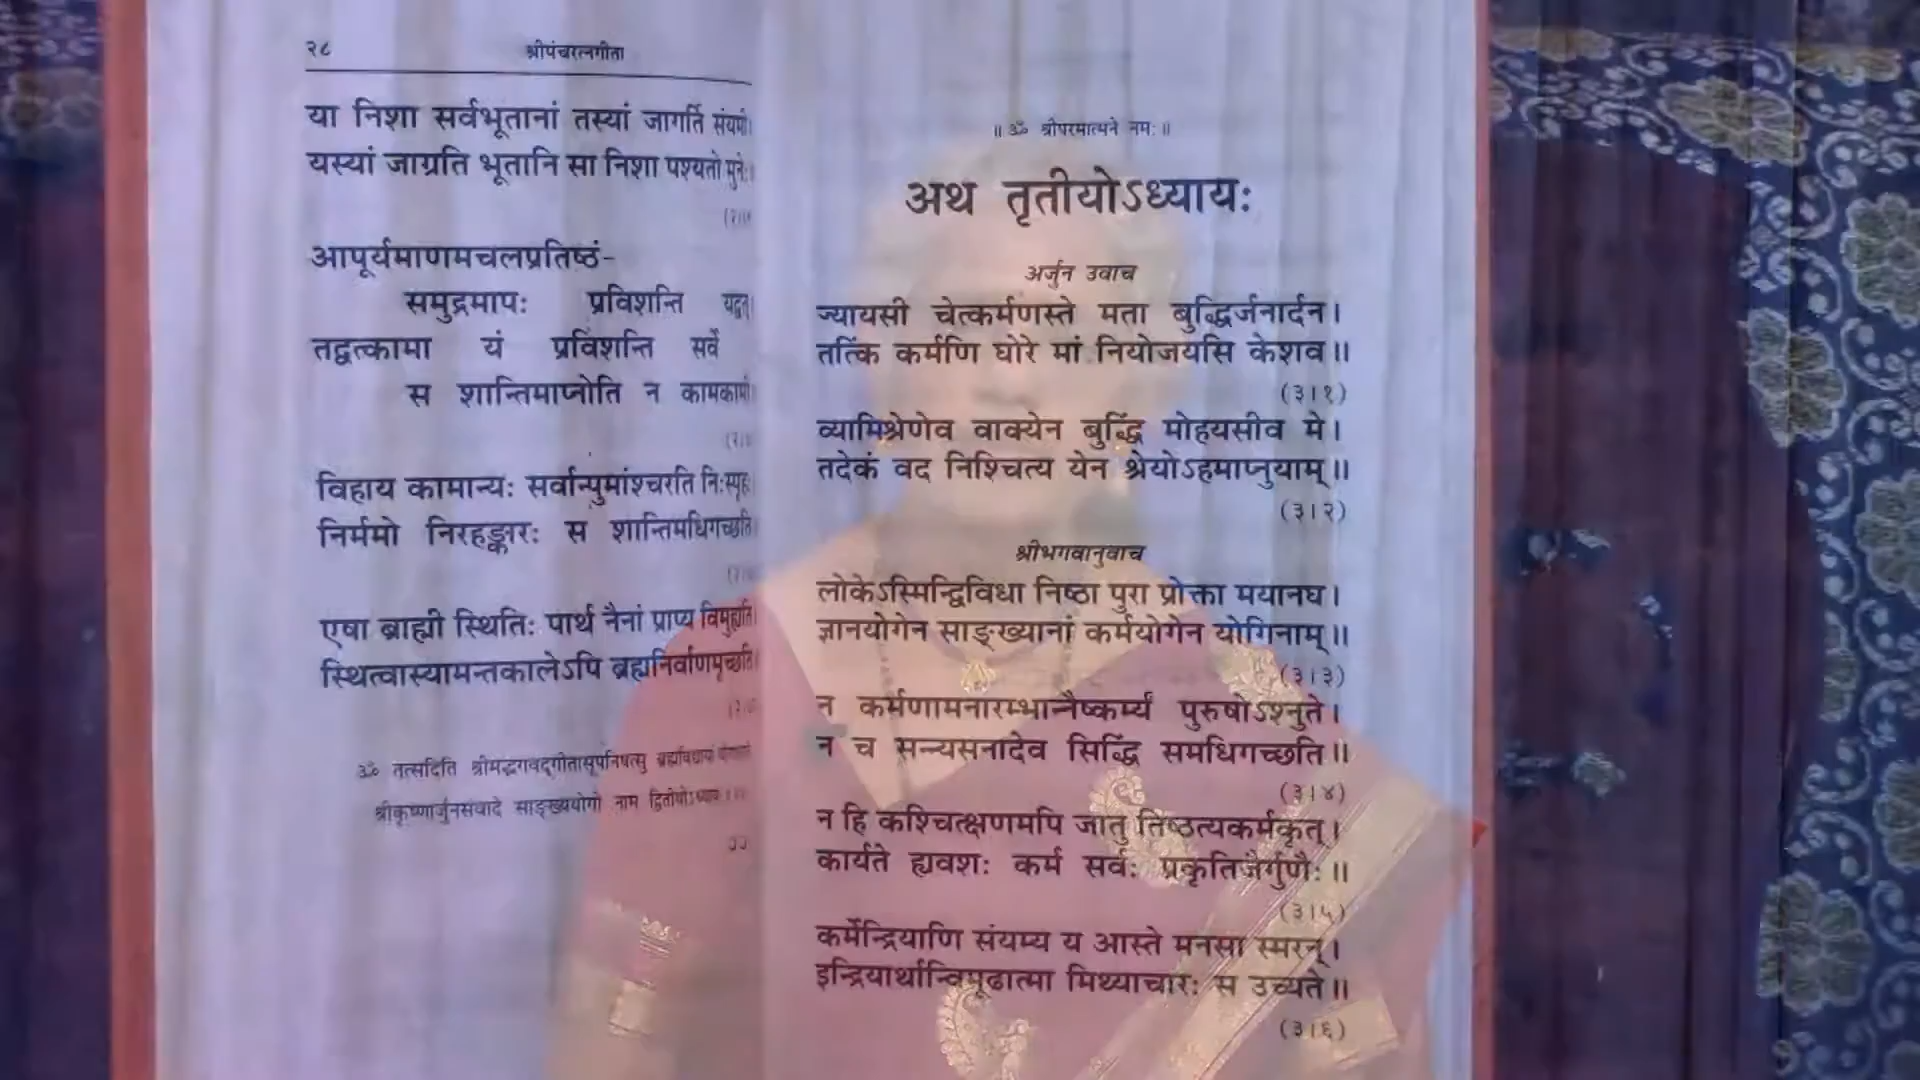 २८ श्रीपंचरत्नगीता
या निशा सर्वभूतानां तस्यां जागर्ति संयमी।
यस्यां जाग्रति भूतानि सा निशा पश्यतो मुनेः।
आपूर्यमाणमचलप्रतिष्ठं-
समुद्रमापः प्रविशन्ति यद्वत्
तद्वत्कामा यं प्रविशन्ति सर्वे
स शान्तिमाप्नोति न कामकामी
विहाय कामान्यः सर्वान्पुमांश्चरति निःस्पृहः
निर्ममो निरहङ्कारः स शान्तिमधिगच्छति
एषा ब्राह्मी स्थितिः पार्थ नैनां प्राप्य विमुह्यति
स्थित्वास्यामन्तकालेऽपि ब्रह्मनिर्वाणमृच्छति
ॐ तत्सदिति श्रीमद्भगवद्गीतासूपनिषत्सु
श्रीकृष्णार्जुनसंवादे साङ्ख्ययोगो नाम द्वितीयोऽध्यायः
॥ ॐ श्रीपरमात्मने नमः ॥
अथ तृतीयोऽध्यायः
अर्जुन उवाच
ज्यायसी चेत्कर्मणस्ते मता बुद्धिर्जनार्दन।
तत्किं कर्मणि घोरे मां नियोजयसि केशव॥
(३।१)
व्यामिश्रेणेव वाक्येन बुद्धिं मोहयसीव मे।
तदेकं वद निश्चित्य येन श्रेयोऽहमाप्नुयाम्॥
(३।२)
श्रीभगवानुवाच
लोकेऽस्मिन्द्विविधा निष्ठा पुरा प्रोक्ता मयानघ।
ज्ञानयोगेन साङ्ख्यानां कर्मयोगेन योगिनाम्॥
(३।३)
न कर्मणामनारम्भान्नैष्कर्म्यं पुरुषोऽश्नुते।
न च सन्न्यसनादेव सिद्धिं समधिगच्छति॥
(३।४)
न हि कश्चित्क्षणमपि जातु तिष्ठत्यकर्मकृत्।
कार्यते ह्यवशः कर्म सर्वः प्रकृतिजैर्गुणैः॥
(३।५)
कर्मेन्द्रियाणि संयम्य य आस्ते मनसा स्मरन्।
इन्द्रियार्थान्विमूढात्मा मिथ्याचारः स उच्यते॥
(३।६)